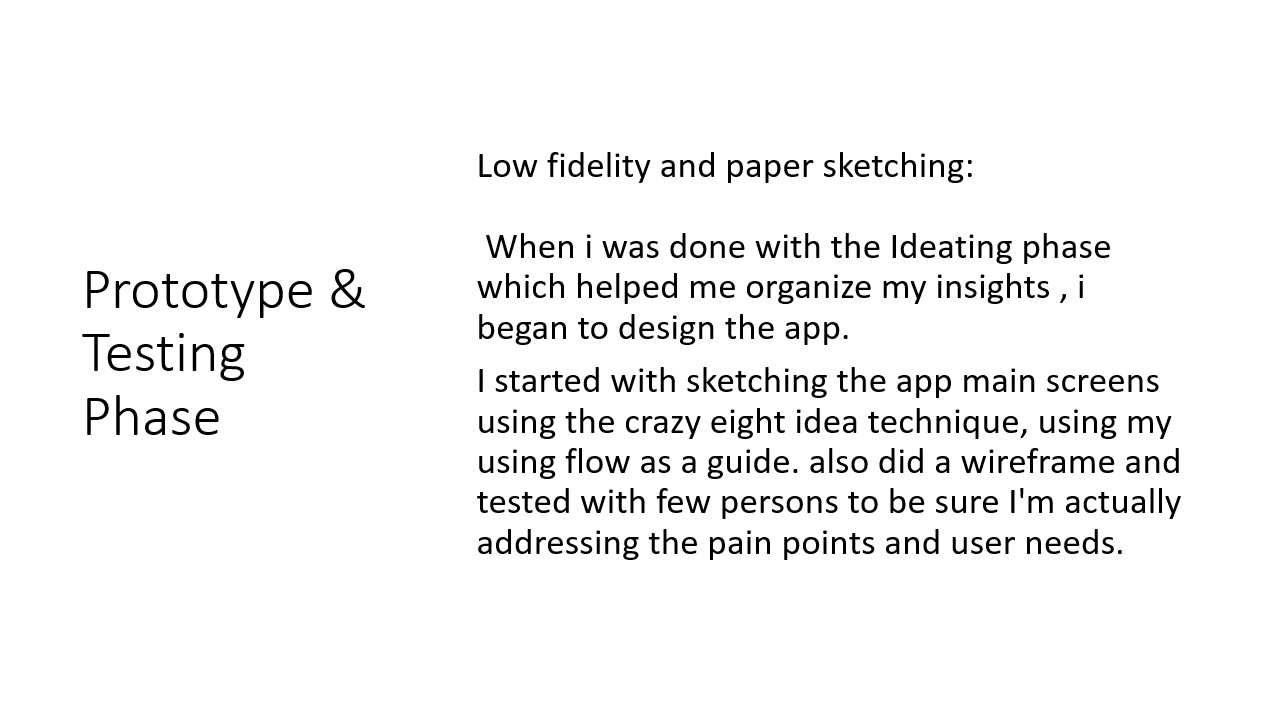 Prototype &
Testing
Phase
Low fidelity and paper sketching:
When i was done with the Ideating phase
which helped me organize my insights , i
began to design the app.
I started with sketching the app main screens
using the crazy eight idea technique, using my
using flow as a guide. also did a wireframe and
tested with few persons to be sure I'm actually
addressing the pain points and user needs.